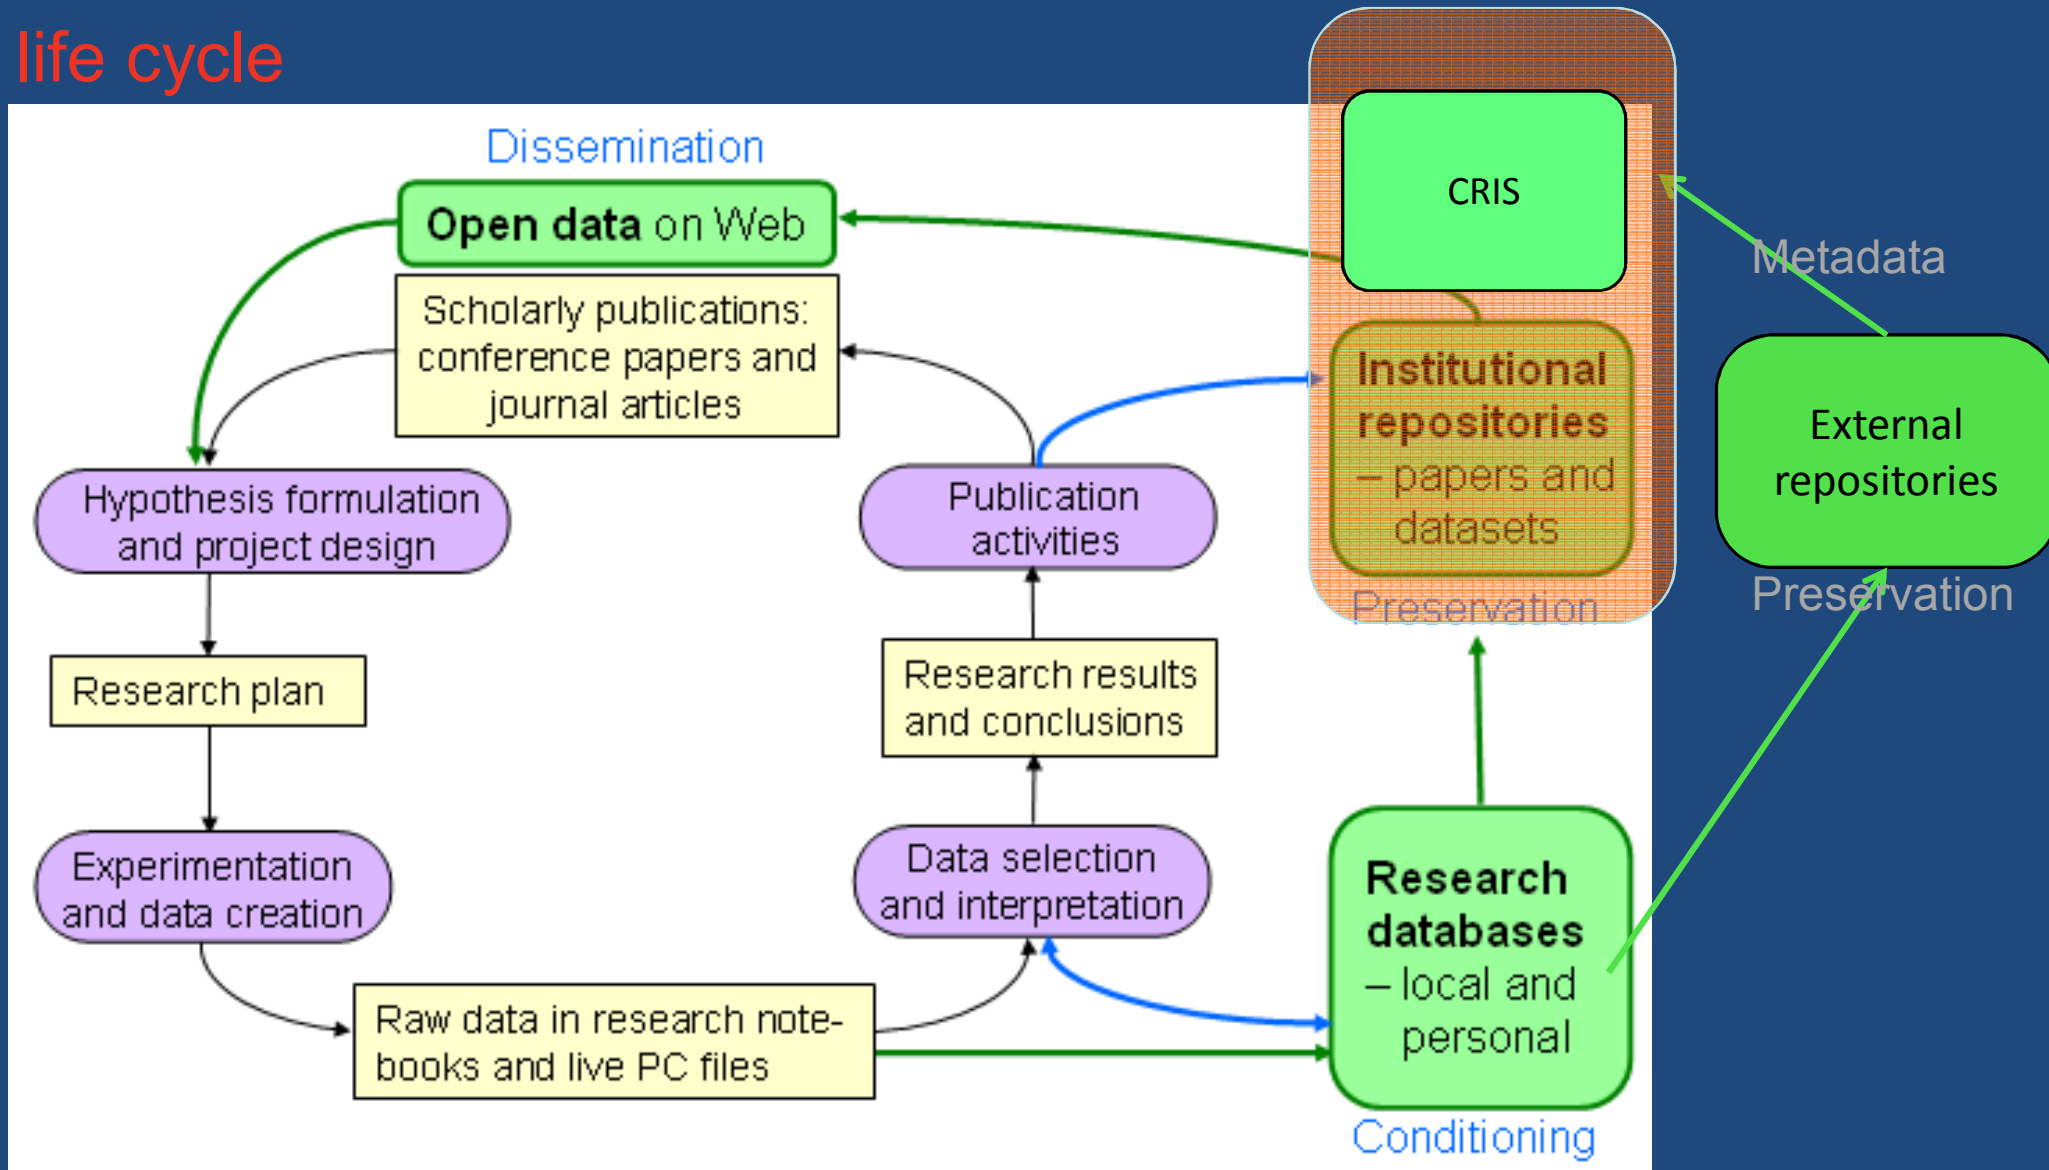 life cycle
Dissemination
Open data on Web
Scholarly publications:
conference papers and
journal articles
Hypothesis formulation
and project design
Research plan
Experimentation
and data creation
Raw data in research note-
books and live PC files
Publication
activities
Research results
and conclusions
Data selection
and interpretation
CRIS
Institutional
repositories
– papers and
datasets
Preservation
Research
databases
– local and
personal
Conditioning
Metadata
External
repositories
Preservation